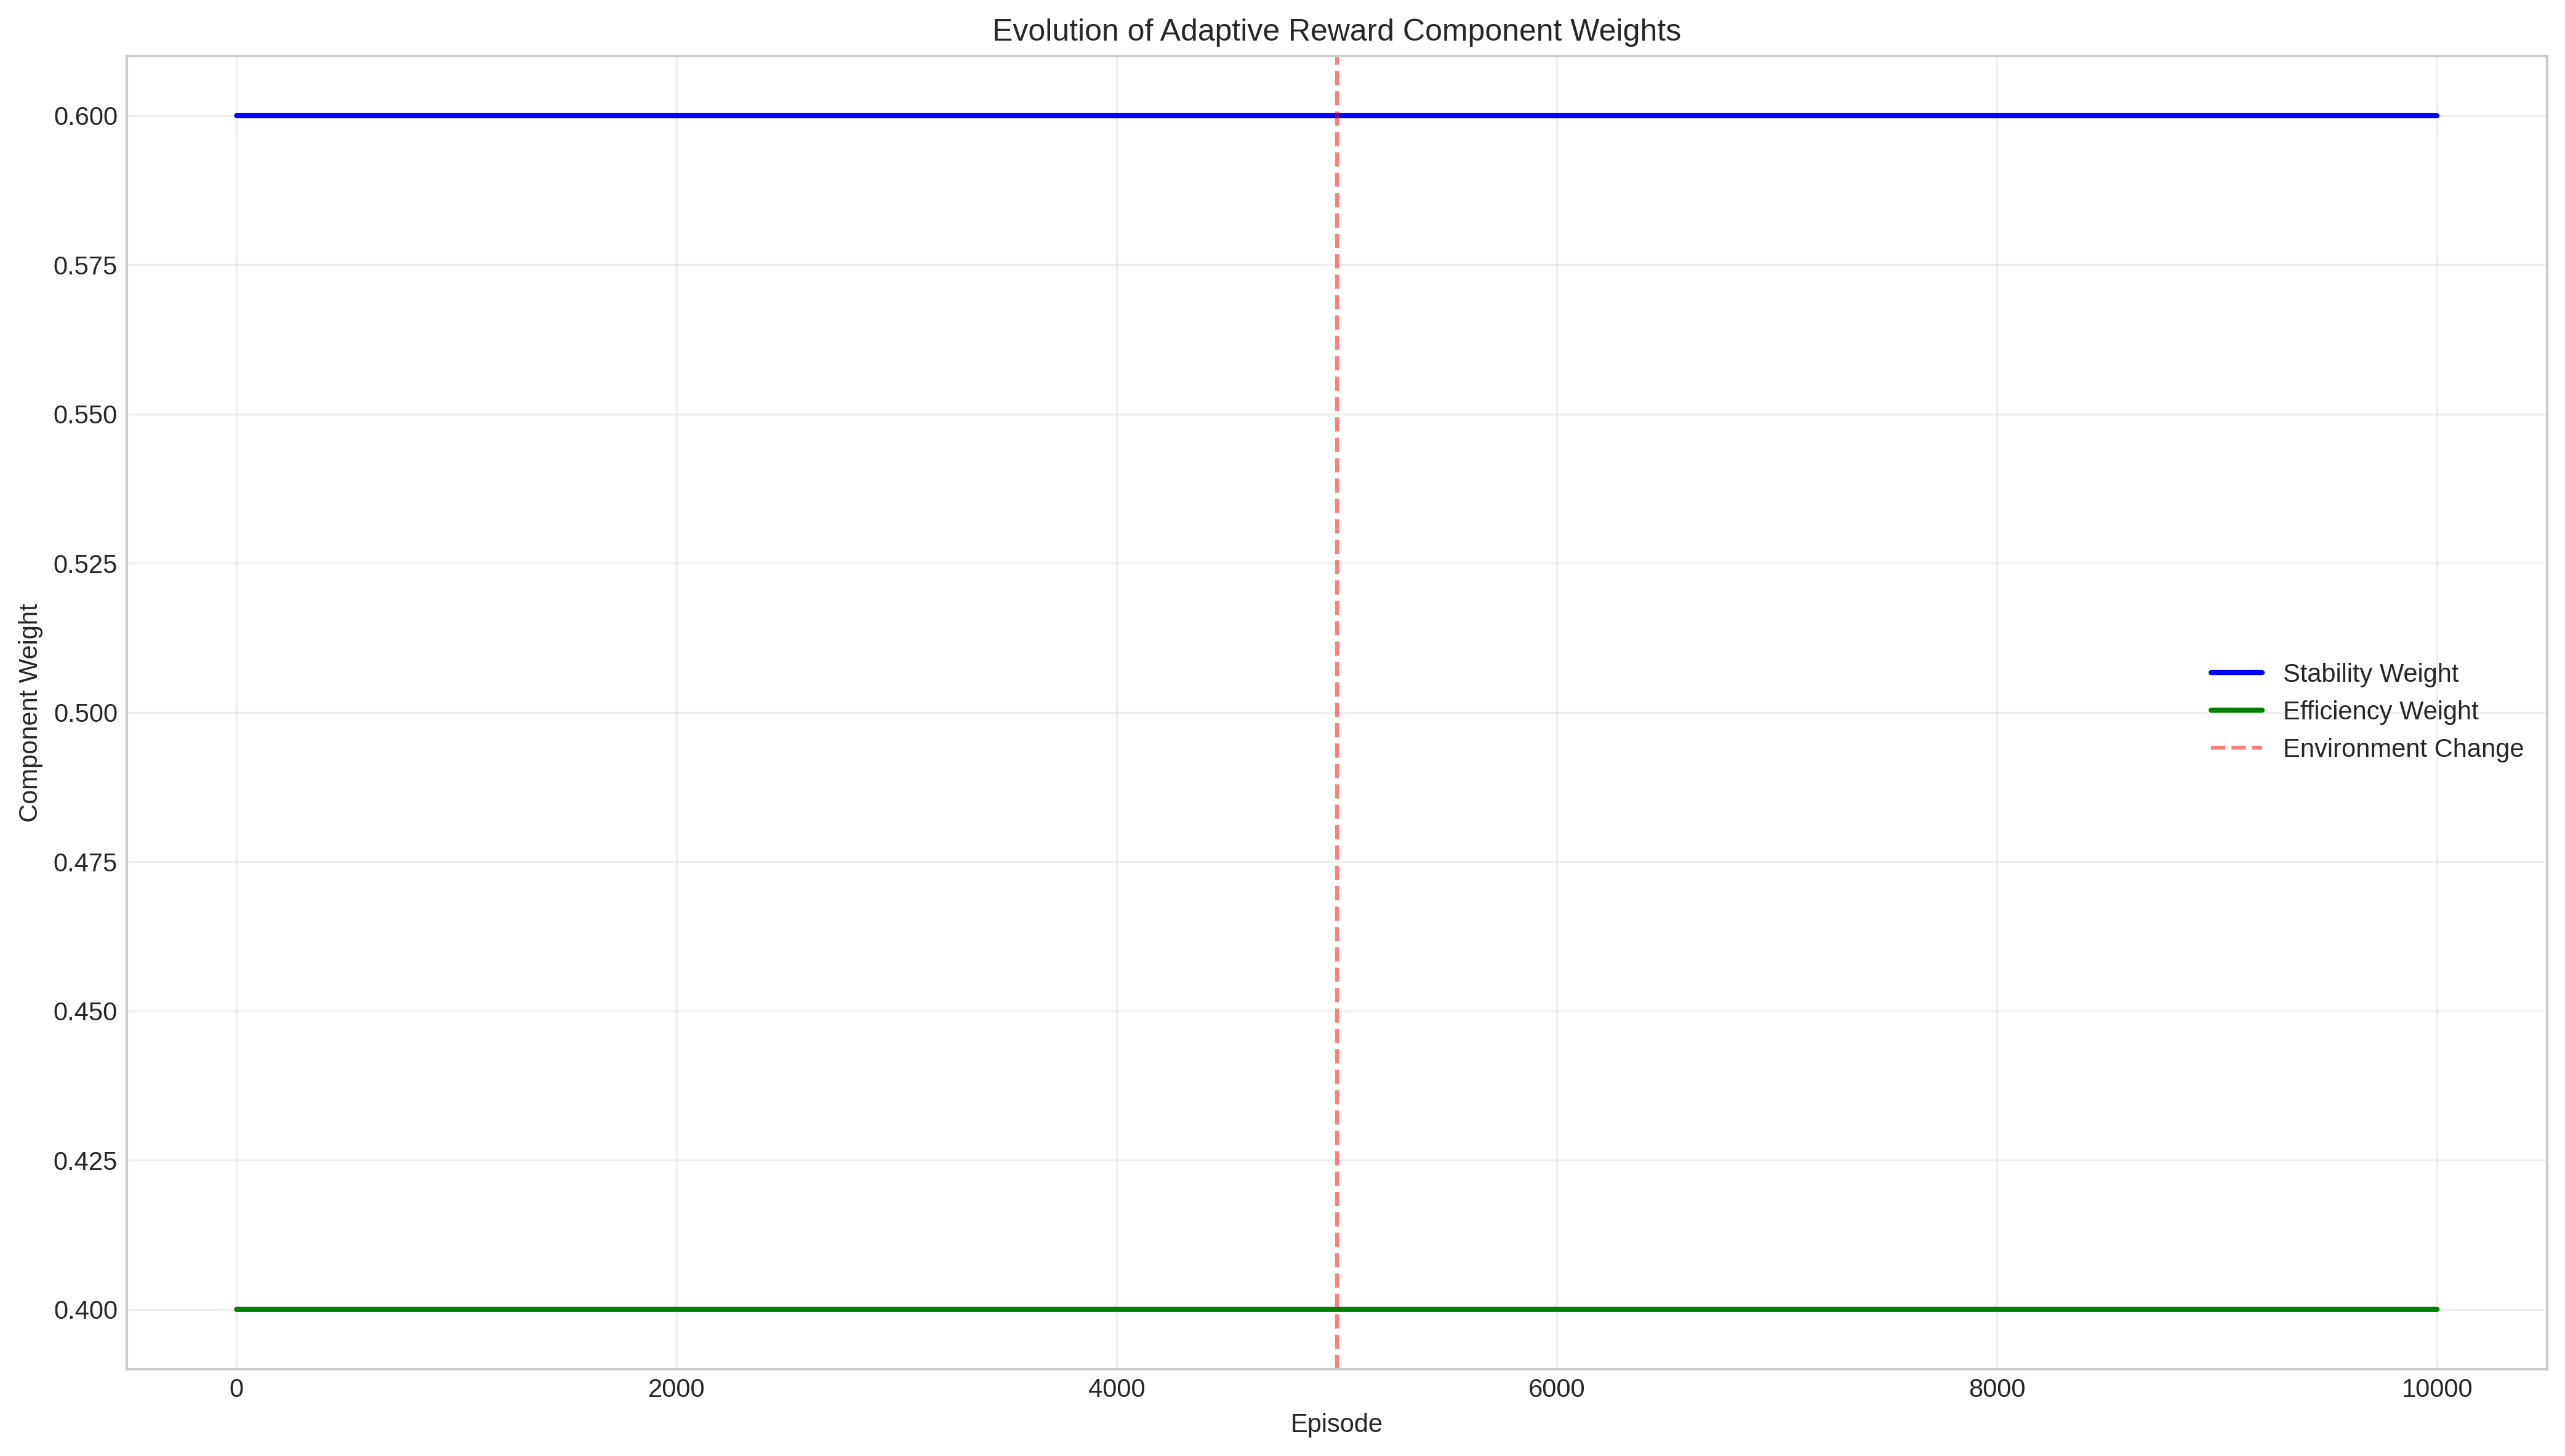 Evolution of Adaptive Reward Component Weights
Component Weight
0.600
0.575
0.550
0.525
0.500
0.475
0.450
0.425
0.400
Stability Weight
Efficiency Weight
Environment Change
0 2000 4000 6000 8000 10000
Episode